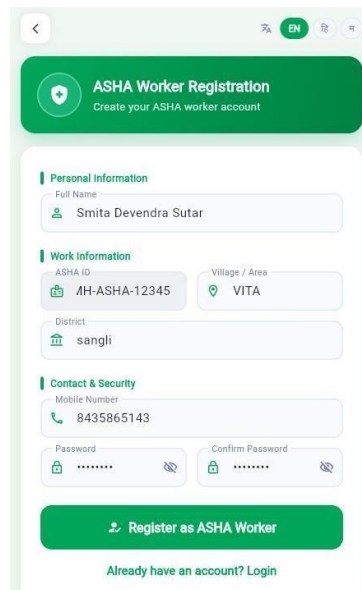 EN हि म
ASHA Worker Registration
Create your ASHA worker account
Personal Information
Full Name
Smita Devendra Sutar
Work Information
ASHA ID
Village / Area
MH-ASHA-12345
VITA
District
sangli
Contact & Security
Mobile Number
8435865143
Password
Confirm Password
••••••••
••••••••
Register as ASHA Worker
Already have an account? Login